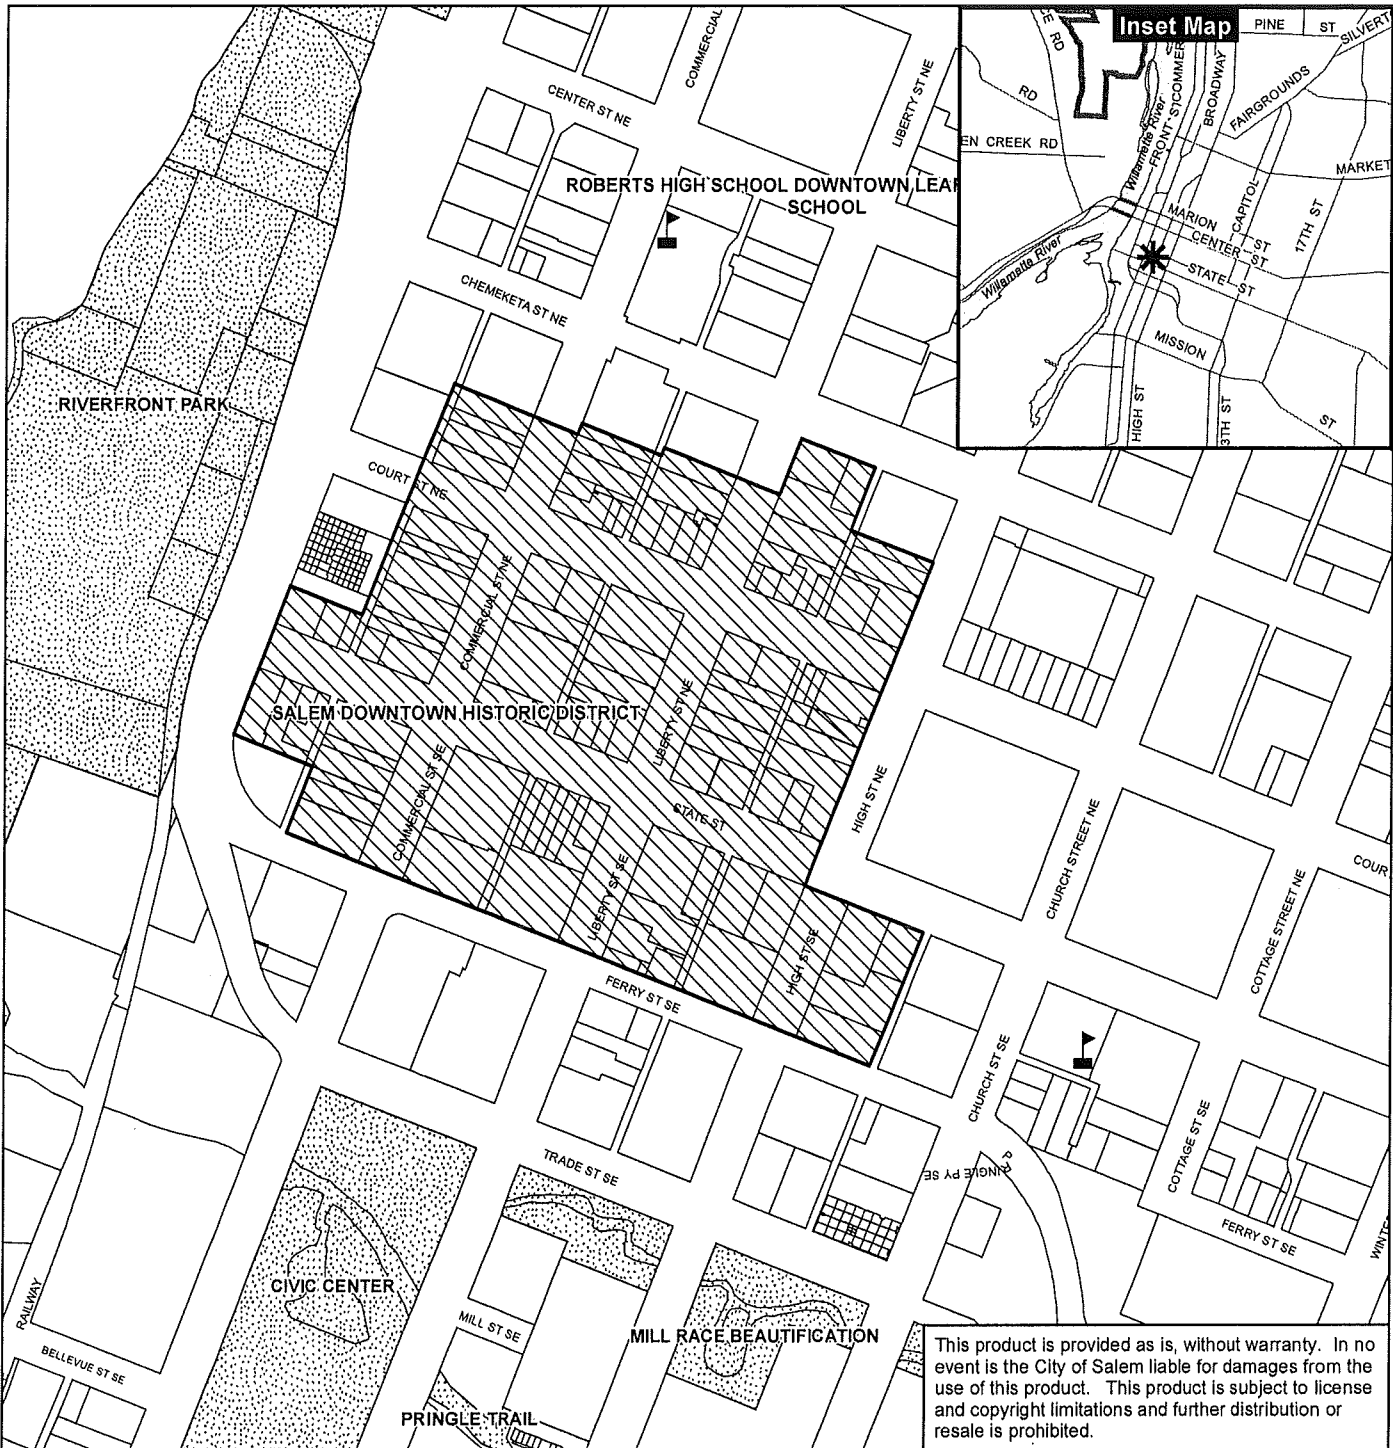 COMMERCIAL
CENTER ST NE
LIBERTY ST NE
ROBERTS HIGH SCHOOL DOWNTOWN LEAF
SCHOOL
CHEMEKETA ST NE
RIVERFRONT PARK
COURT ST NE
COMMERCIAL ST NE
SALEM DOWNTOWN HISTORIC DISTRICT
LIBERTY ST NE
COMMERCIAL ST SE
STATE ST
HIGH ST NE
CHURCH STREET NE
COTTAGE STREET NE
COUR
LIBERTY ST SE
HIGH ST SE
FERRY ST SE
CHURCH ST SE
COTTAGE ST SE
TRADE ST SE
PRINGLE PY SE
FERRY ST SE
WINTE
CIVIC CENTER
RAILWAY
MILL ST SE
MILL RACE BEAUTIFICATION
BELLEVUE ST SE
PRINGLE TRAIL
Inset Map
CE RD
PINE ST
SILVERT
RD
FRONT ST
COMMER
BROADWAY
FAIRGROUNDS
EN CREEK RD
Willamette River
MARKET
MARION ST
CAPITOL
17TH ST
CENTER ST
Willamette River
STATE ST
MISSION ST
HIGH ST
3TH ST
This product is provided as is, without warranty. In no
event is the City of Salem liable for damages from the
use of this product. This product is subject to license
and copyright limitations and further distribution or
resale is prohibited.